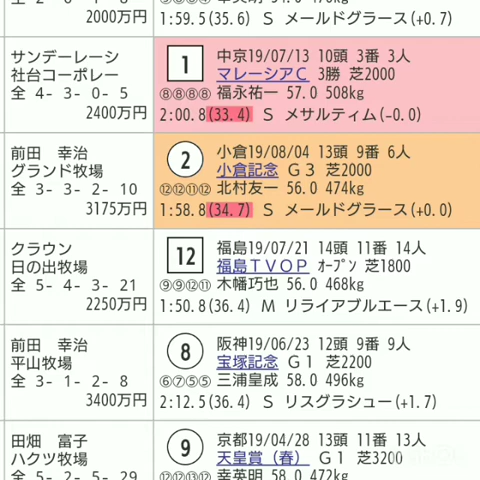 2000万円
1:59.5(35.6) S メールドグラース(+0.7)
サンデーレーシ
社台コーポレー
全 4- 3- 0- 5
2400万円
1 中京19/07/13 10頭 3番 3人
マレーシアC 3勝 芝2000
⑧⑧⑧⑧ 福永祐一 57.0 508kg
2:00.8(33.4) S メサルティム(-0.0)
前田 幸治
グランド牧場
全 3- 3- 2- 10
3175万円
2 小倉19/08/04 13頭 9番 6人
小倉記念 G3 芝2000
⑫⑫⑪⑫ 北村友一 56.0 474kg
1:58.8(34.7) S メールドグラース(+0.0)
クラウン
日の出牧場
全 5- 4- 3- 21
2250万円
12 福島19/07/21 14頭 11番 14人
福島TVOP オープン 芝1800
⑨⑨⑫⑪ 木幡巧也 56.0 468kg
1:50.8(36.4) M リライアブルエース(+1.9)
前田 幸治
平山牧場
全 3- 1- 2- 8
3400万円
8 阪神19/06/23 12頭 9番 9人
宝塚記念 G1 芝2200
⑥⑦⑤⑤ 三浦皇成 58.0 496kg
2:12.5(36.4) S リスグラシュー(+1.7)
田畑 富子
ハクツ牧場
全 5- 2- 5- 29
9 京都19/04/28 13頭 11番 13人
天皇賞(春) G1 芝3200
⑫⑫⑬⑫ 幸英明 58.0 472kg